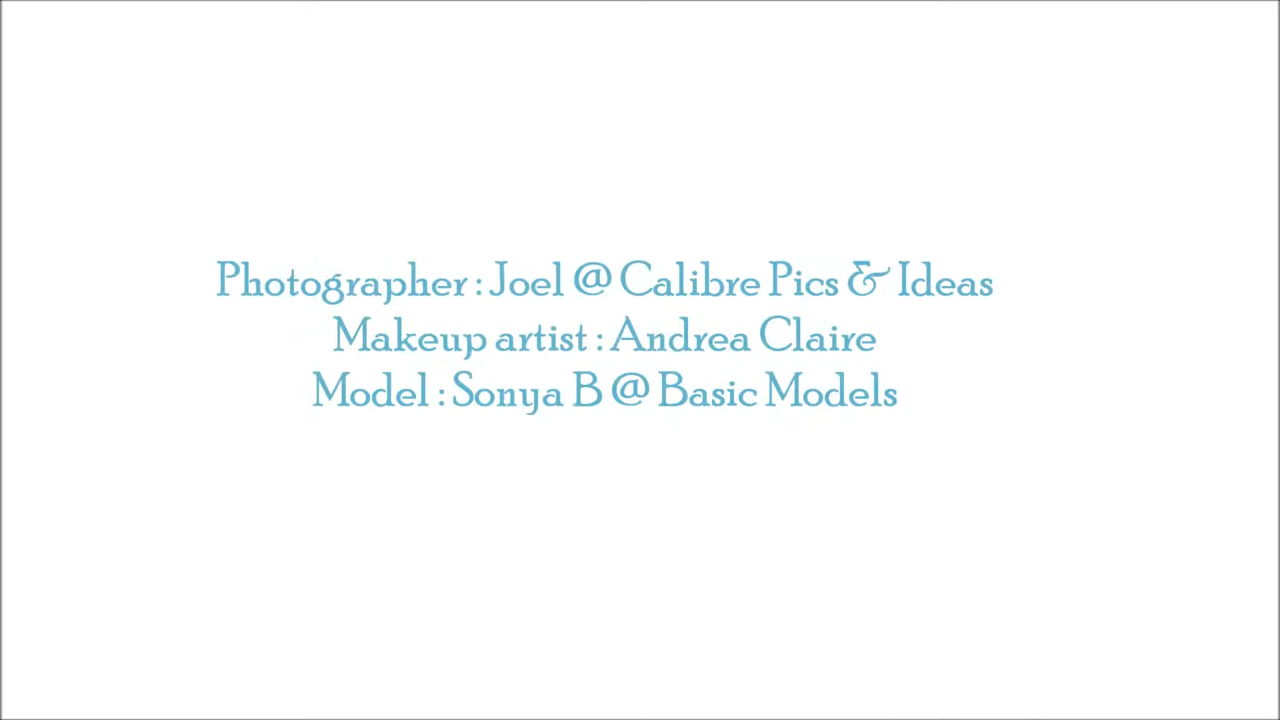 Photographer : Joel @ Calibre Pics & Ideas
Makeup artist : Andrea Claire
Model : Sonya B @ Basic Models